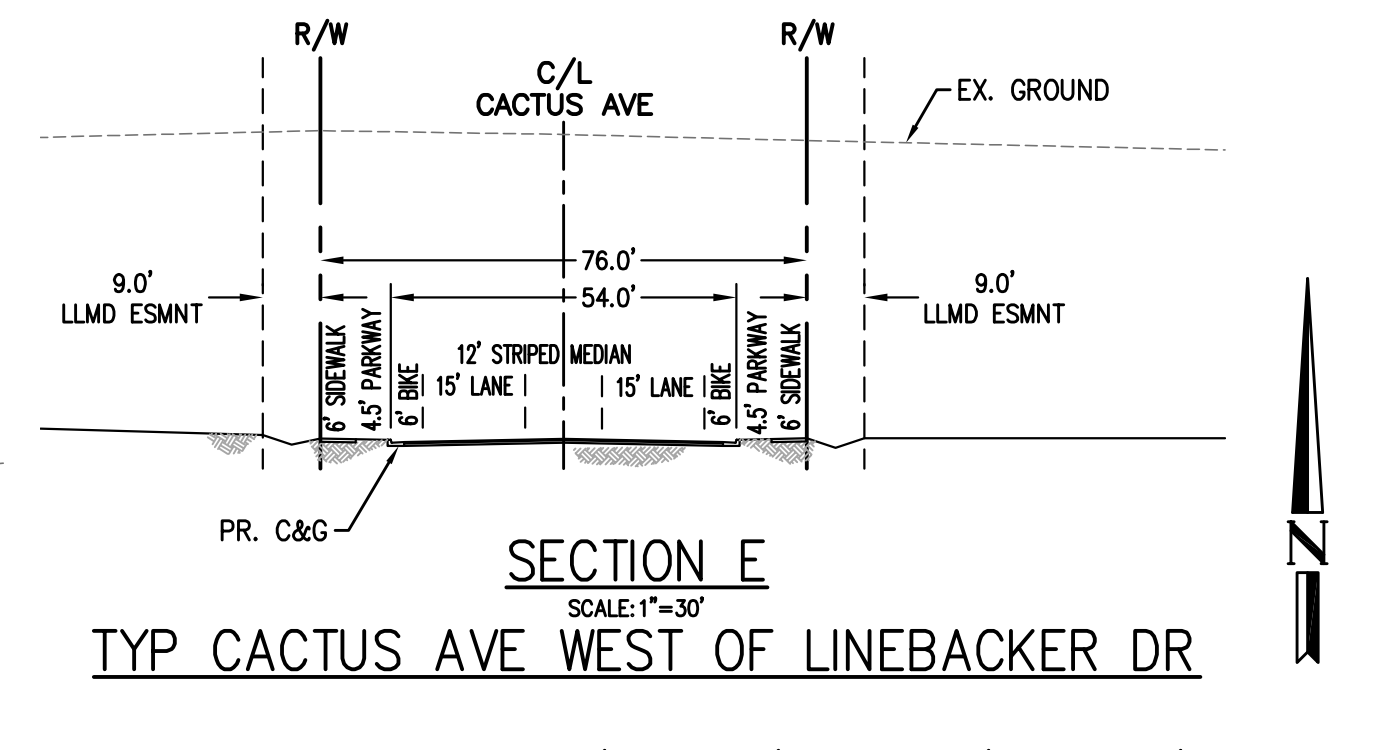 R/W
R/W
C/L
CACTUS AVE
EX. GROUND
76.0'
9.0'
LLMD ESMNT
54.0'
9.0'
LLMD ESMNT
6' SIDEWALK
4.5' PARKWAY
6' BIKE
12' STRIPED MEDIAN
15' LANE
15' LANE
6' BIKE
4.5' PARKWAY
6' SIDEWALK
PR. C&G
N
SECTION E
SCALE: 1"=30'
TYP CACTUS AVE WEST OF LINEBACKER DR